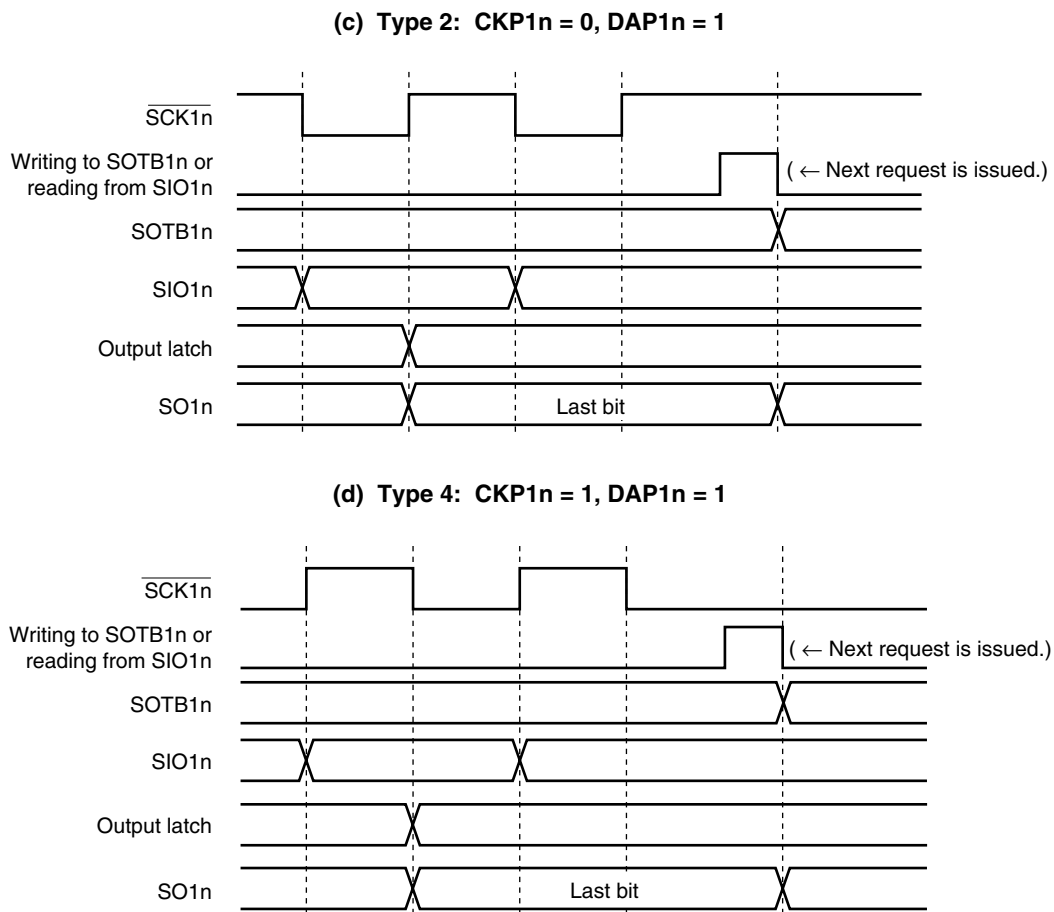 (c) Type 2: CKP1n = 0, DAP1n = 1
SCK1n
Writing to SOTB1n or
reading from SIO1n
( ← Next request is issued.)
SOTB1n
SIO1n
Output latch
SO1n
Last bit
(d) Type 4: CKP1n = 1, DAP1n = 1
SCK1n
Writing to SOTB1n or
reading from SIO1n
( ← Next request is issued.)
SOTB1n
SIO1n
Output latch
SO1n
Last bit